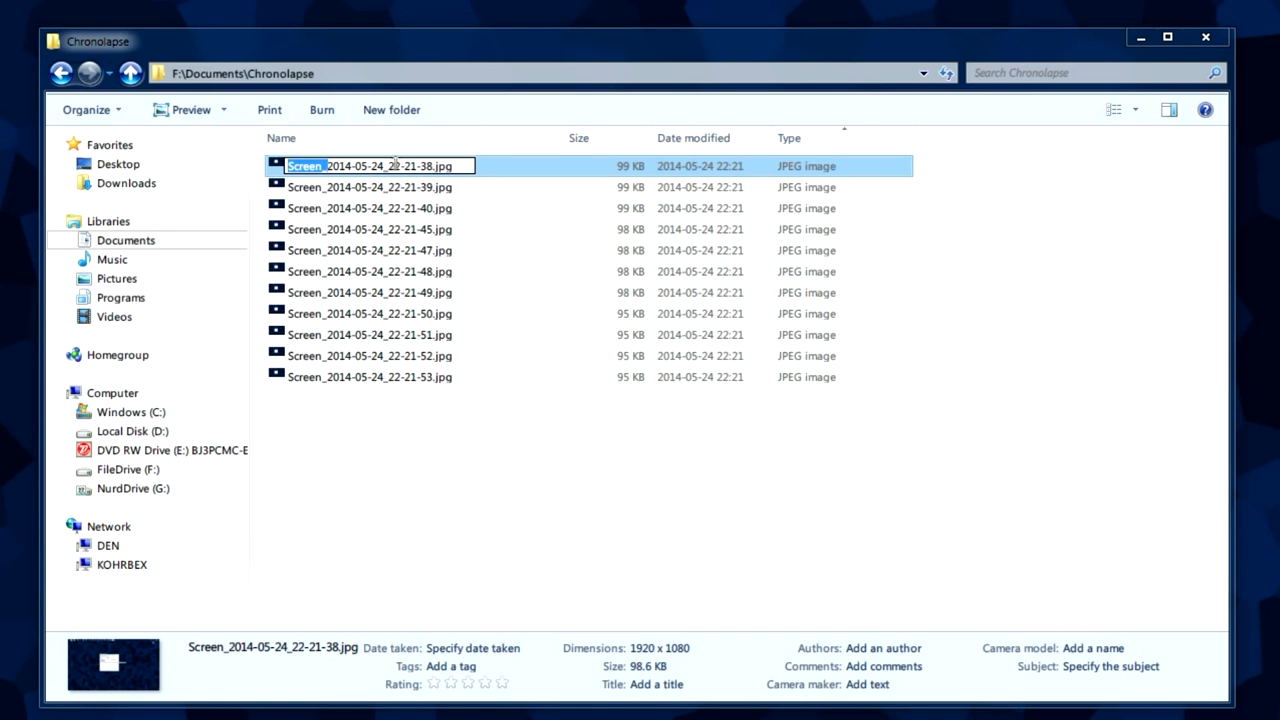 Chronolapse
F:\Documents\Chronolapse
Search Chronolapse
Organize Preview Print Burn New folder
Name Size Date modified Type
Favorites
Desktop
Downloads
Libraries
Documents
Music
Pictures
Programs
Videos
Homegroup
Computer
Windows (C:)
Local Disk (D:)
DVD RW Drive (E:) BJ3PCMC-E
FileDrive (F:)
NurdDrive (G:)
Network
DEN
KOHRBEX
Screen_2014-05-24_22-21-38.jpg 99 KB 2014-05-24 22:21 JPEG image
Screen_2014-05-24_22-21-39.jpg 99 KB 2014-05-24 22:21 JPEG image
Screen_2014-05-24_22-21-40.jpg 99 KB 2014-05-24 22:21 JPEG image
Screen_2014-05-24_22-21-45.jpg 98 KB 2014-05-24 22:21 JPEG image
Screen_2014-05-24_22-21-47.jpg 98 KB 2014-05-24 22:21 JPEG image
Screen_2014-05-24_22-21-48.jpg 98 KB 2014-05-24 22:21 JPEG image
Screen_2014-05-24_22-21-49.jpg 98 KB 2014-05-24 22:21 JPEG image
Screen_2014-05-24_22-21-50.jpg 95 KB 2014-05-24 22:21 JPEG image
Screen_2014-05-24_22-21-51.jpg 95 KB 2014-05-24 22:21 JPEG image
Screen_2014-05-24_22-21-52.jpg 95 KB 2014-05-24 22:21 JPEG image
Screen_2014-05-24_22-21-53.jpg 95 KB 2014-05-24 22:21 JPEG image
Screen_2014-05-24_22-21-38.jpg Date taken: Specify date taken Dimensions: 1920 x 1080 Authors: Add an author Camera model: Add a name
Tags: Add a tag Size: 98.6 KB Comments: Add comments Subject: Specify the subject
Rating: Title: Add a title Camera maker: Add text